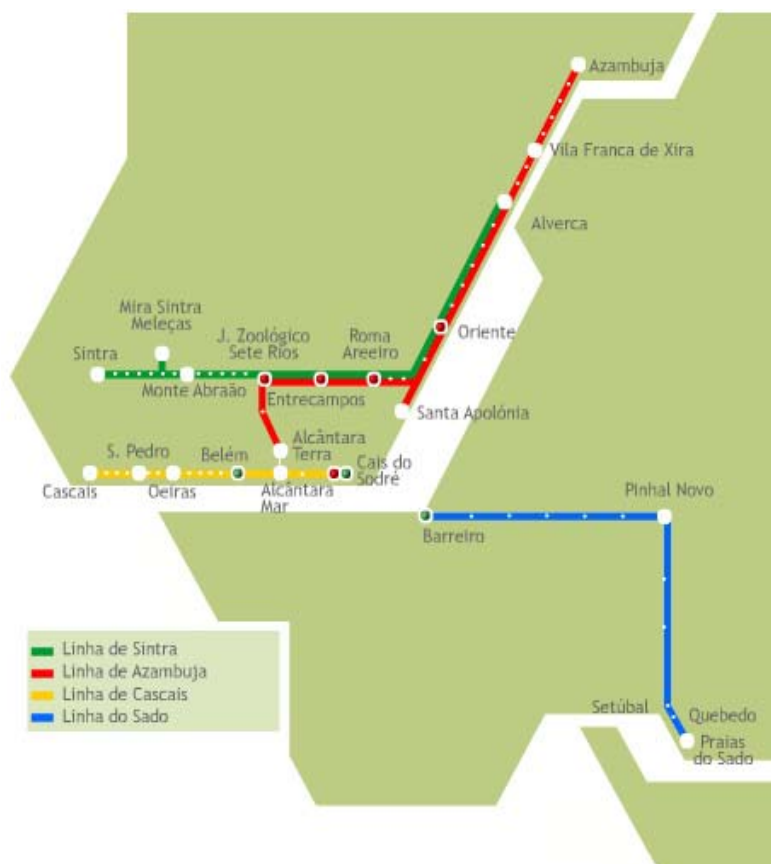 Azambuja
Vila Franca de Xira
Alverca
Mira Sintra
Meleças
J. Zoológico
Sete Rios
Roma
Areeiro
Oriente
Sintra
Monte Abraão
Entrecampos
Santa Apolónia
Alcântara
Terra
S. Pedro
Belém
Cais do
Sodré
Cascais
Oeiras
Alcântara
Mar
Pinhal Novo
Barreiro
Linha de Sintra
Linha de Azambuja
Linha de Cascais
Linha do Sado
Setúbal
Quebedo
Praias
do Sado